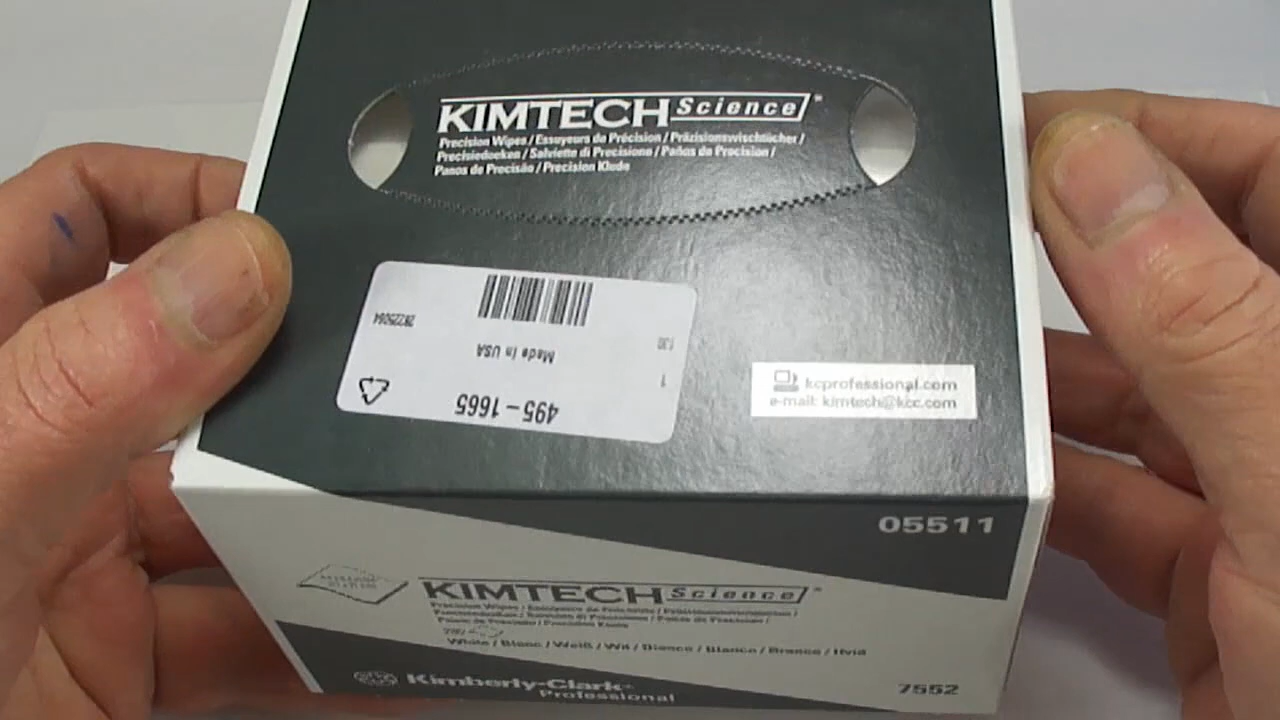 KIMTECH Science®
Precision Wipes / Essuyeurs de Précision / Präzisionswischtücher /
Precisiedoeken / Salviette di Precisione / Paños de Precisión /
Panos de Precisão / Precision Klude
Made in USA
1
495-1665
kcprofessional.com
e-mail: kimtech@kcc.com
05511
KIMTECH Science®
Precision Wipes / Essuyeurs de Précision / Präzisionswischtücher /
Precisiedoeken / Salviette di Precisione / Paños de Precisión /
Panos de Precisão / Precision Klude
White / Blanc / Weiß / Wit / Bianco / Blanco / Branco / Hvid
Kimberly-Clark
Professional
7552